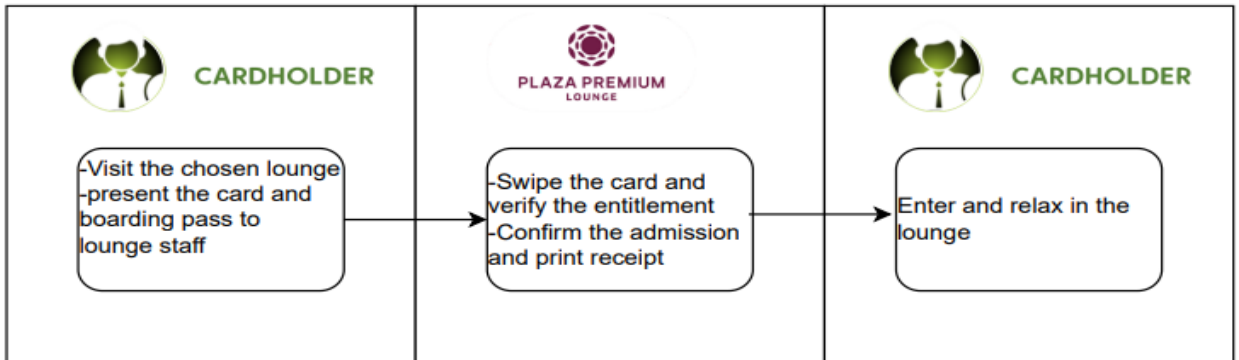 CARDHOLDER
-Visit the chosen lounge
-present the card and
boarding pass to
lounge staff
PLAZA PREMIUM
LOUNGE
-Swipe the card and
verify the entitlement
-Confirm the admission
and print receipt
CARDHOLDER
Enter and relax in the
lounge